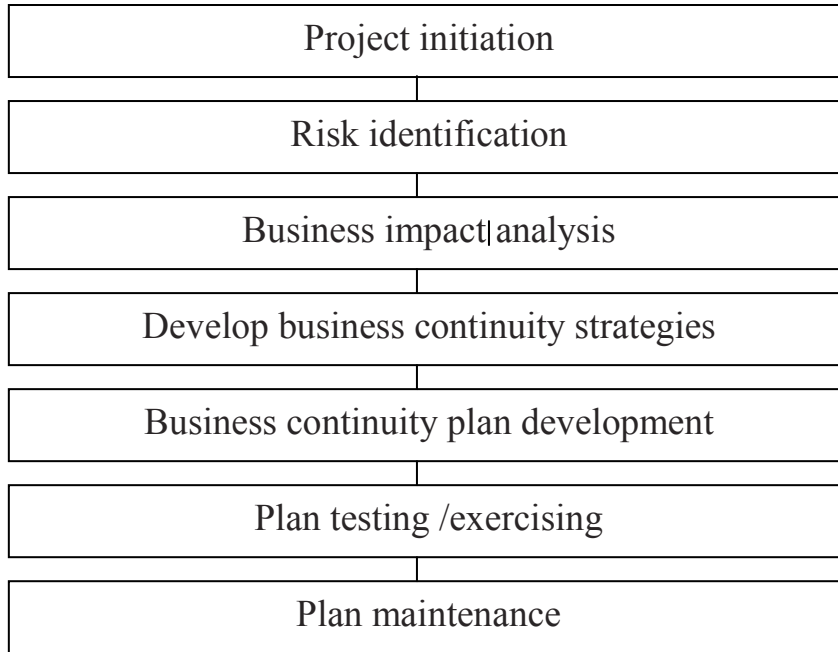 Project initiation
Risk identification
Business impact analysis
Develop business continuity strategies
Business continuity plan development
Plan testing /exercising
Plan maintenance